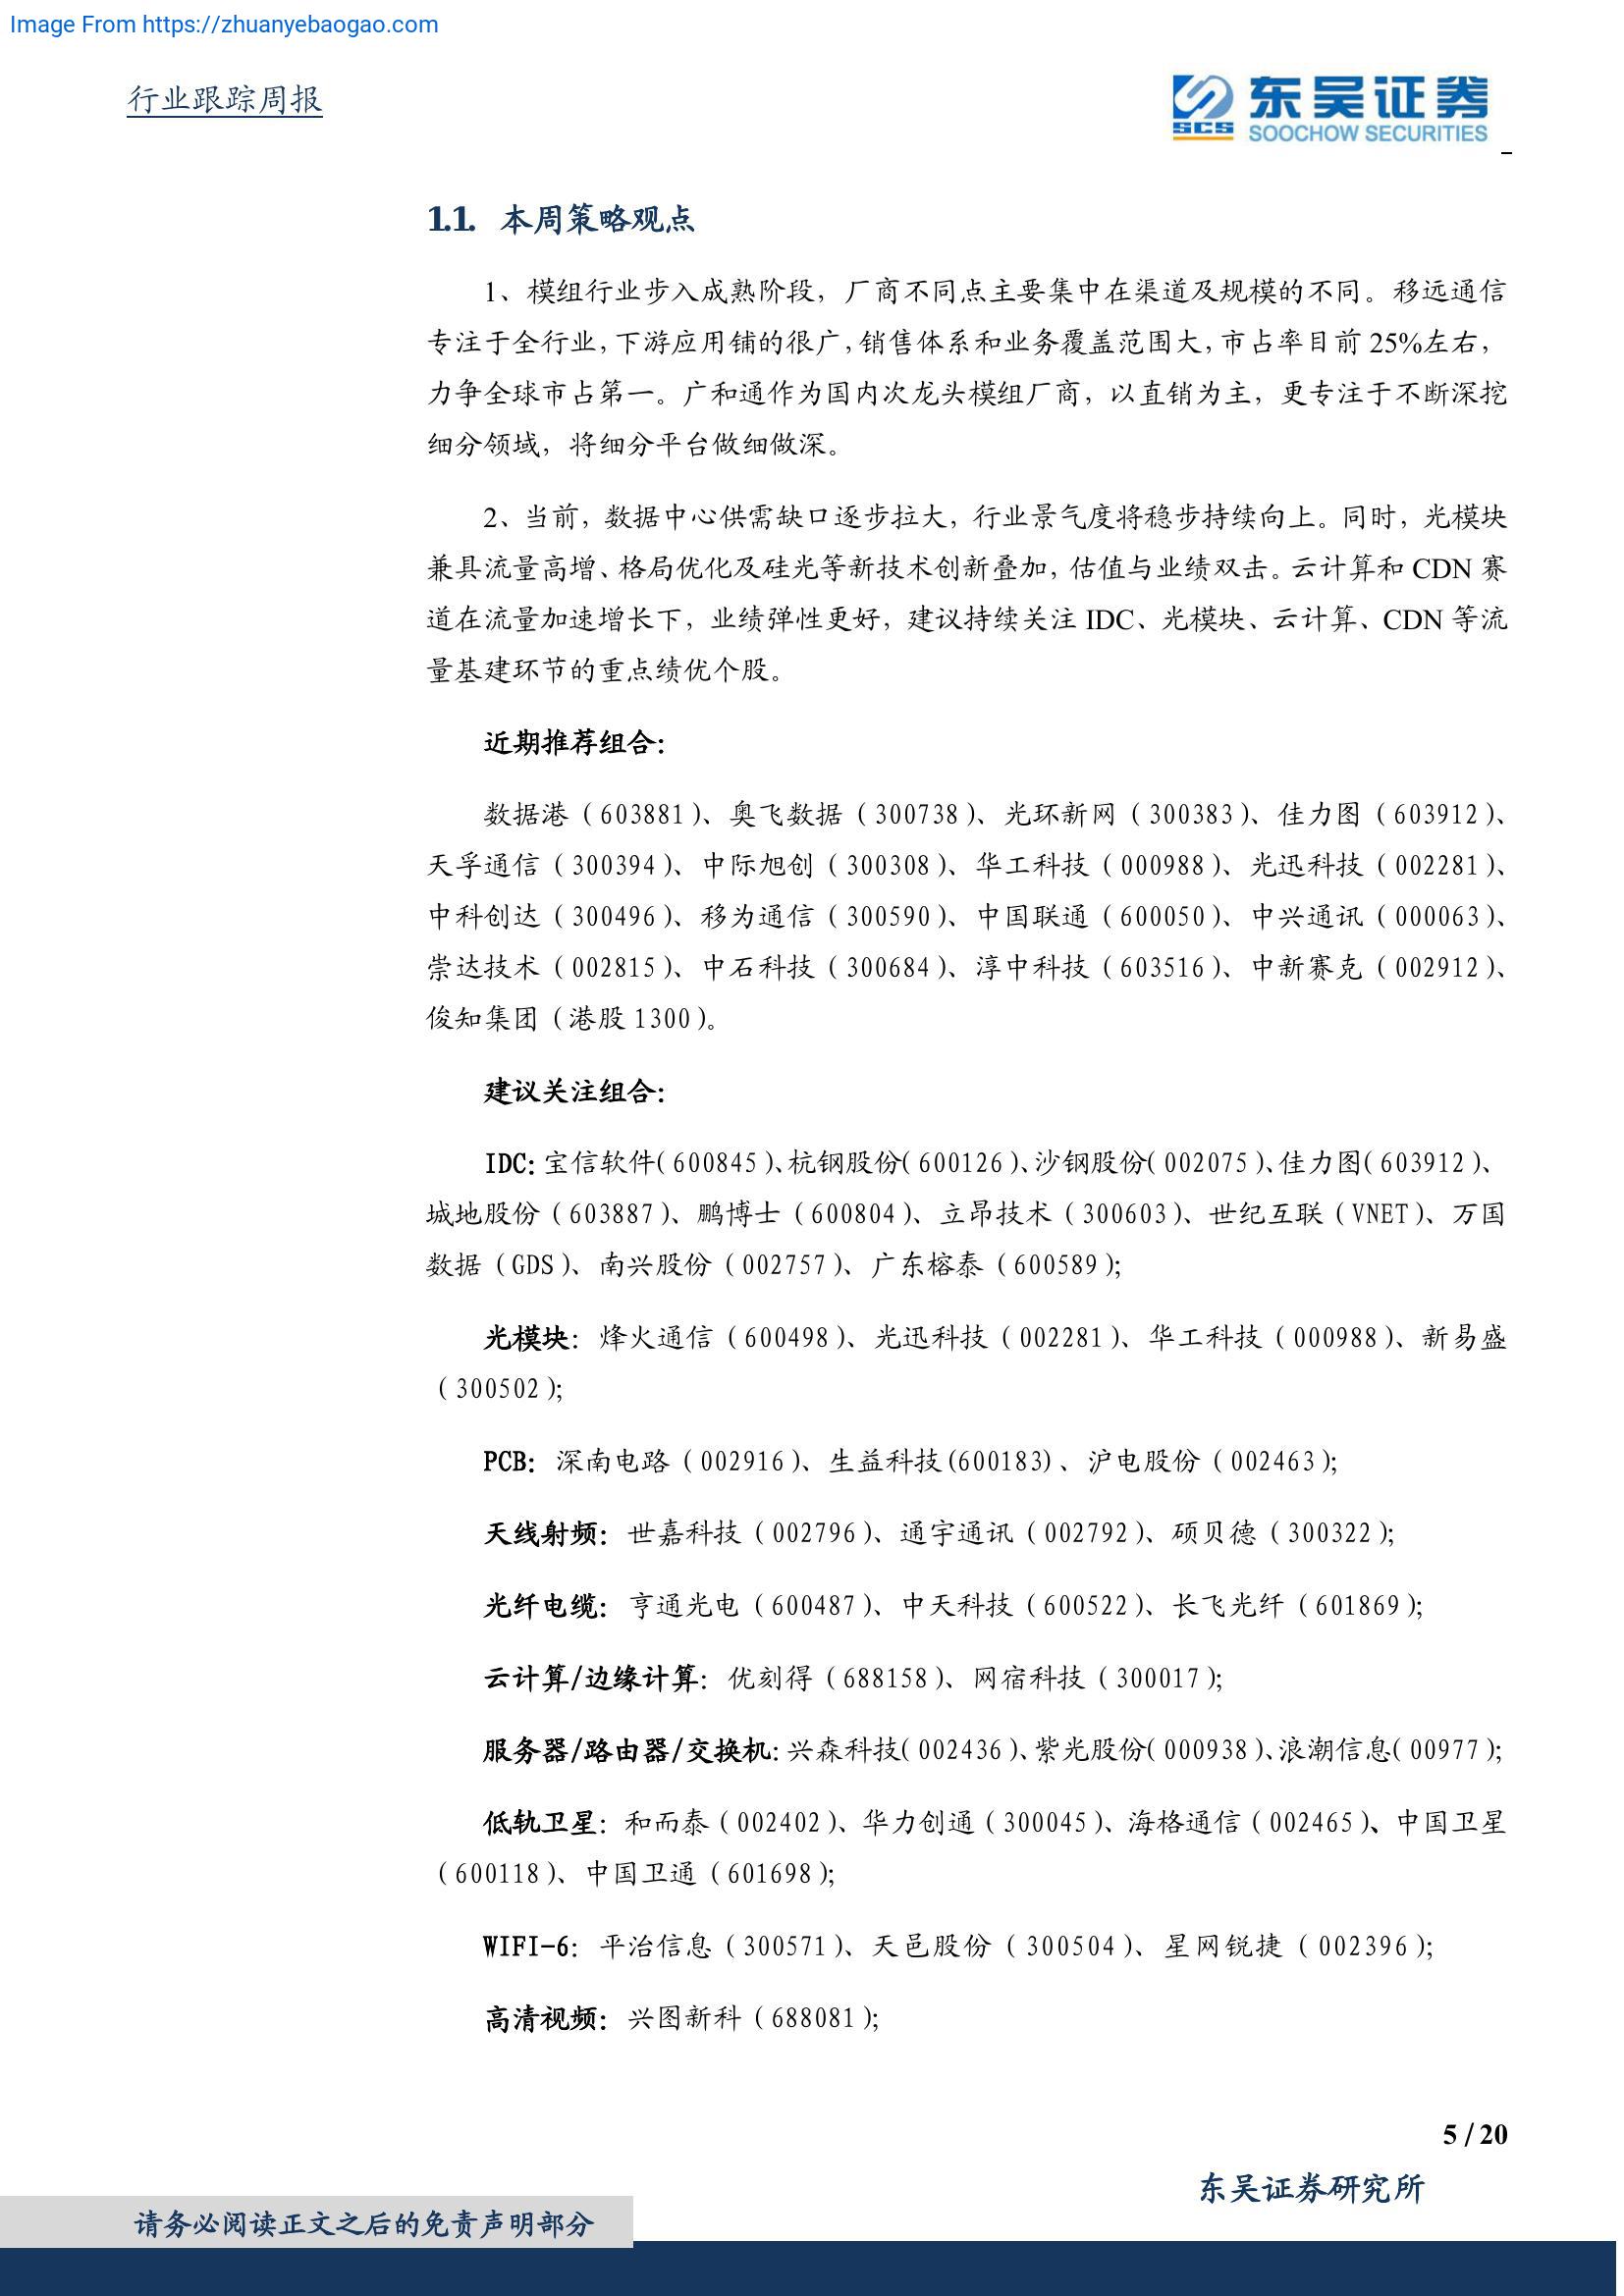 Image From https://zhuanyebaogao.com
行业跟踪周报
东吴证券
SCS
SOOCHOW SECURITIES
1.1. 本周策略观点
1、模组行业步入成熟阶段，厂商不同点主要集中在渠道及规模的不同。移远通信
专注于全行业，下游应用铺的很广，销售体系和业务覆盖范围大，市占率目前 25%左右，
力争全球市占第一。广和通作为国内次龙头模组厂商，以直销为主，更专注于不断深挖
细分领域，将细分平台做细做深。
2、当前，数据中心供需缺口逐步拉大，行业景气度将稳步持续向上。同时，光模块
兼具流量高增、格局优化及硅光等新技术创新叠加，估值与业绩双击。云计算和 CDN 赛
道在流量加速增长下，业绩弹性更好，建议持续关注 IDC、光模块、云计算、CDN 等流
量基建环节的重点绩优个股。
近期推荐组合：
数据港（603881）、奥飞数据（300738）、光环新网（300383）、佳力图（603912）、
天孚通信（300394）、中际旭创（300308）、华工科技（000988）、光迅科技（002281）、
中科创达（300496）、移为通信（300590）、中国联通（600050）、中兴通讯（000063）、
崇达技术（002815）、中石科技（300684）、淳中科技（603516）、中新赛克（002912）、
俊知集团（港股 1300）。
建议关注组合：
IDC：宝信软件（600845）、杭钢股份（600126）、沙钢股份（002075）、佳力图（603912）、
城地股份（603887）、鹏博士（600804）、立昂技术（300603）、世纪互联（VNET）、万国
数据（GDS）、南兴股份（002757）、广东榕泰（600589）；
光模块：烽火通信（600498）、光迅科技（002281）、华工科技（000988）、新易盛
（300502）；
PCB：深南电路（002916）、生益科技(600183)、沪电股份（002463）；
天线射频：世嘉科技（002796）、通宇通讯（002792）、硕贝德（300322）；
光纤电缆：亨通光电（600487）、中天科技（600522）、长飞光纤（601869）；
云计算/边缘计算：优刻得（688158）、网宿科技（300017）；
服务器/路由器/交换机：兴森科技（002436）、紫光股份（000938）、浪潮信息（00977）；
低轨卫星：和而泰（002402）、华力创通（300045）、海格通信（002465）、中国卫星
（600118）、中国卫通（601698）；
WIFI-6：平治信息（300571）、天邑股份（300504）、星网锐捷（002396）；
高清视频：兴图新科（688081）；
5 / 20
东吴证券研究所
请务必阅读正文之后的免责声明部分